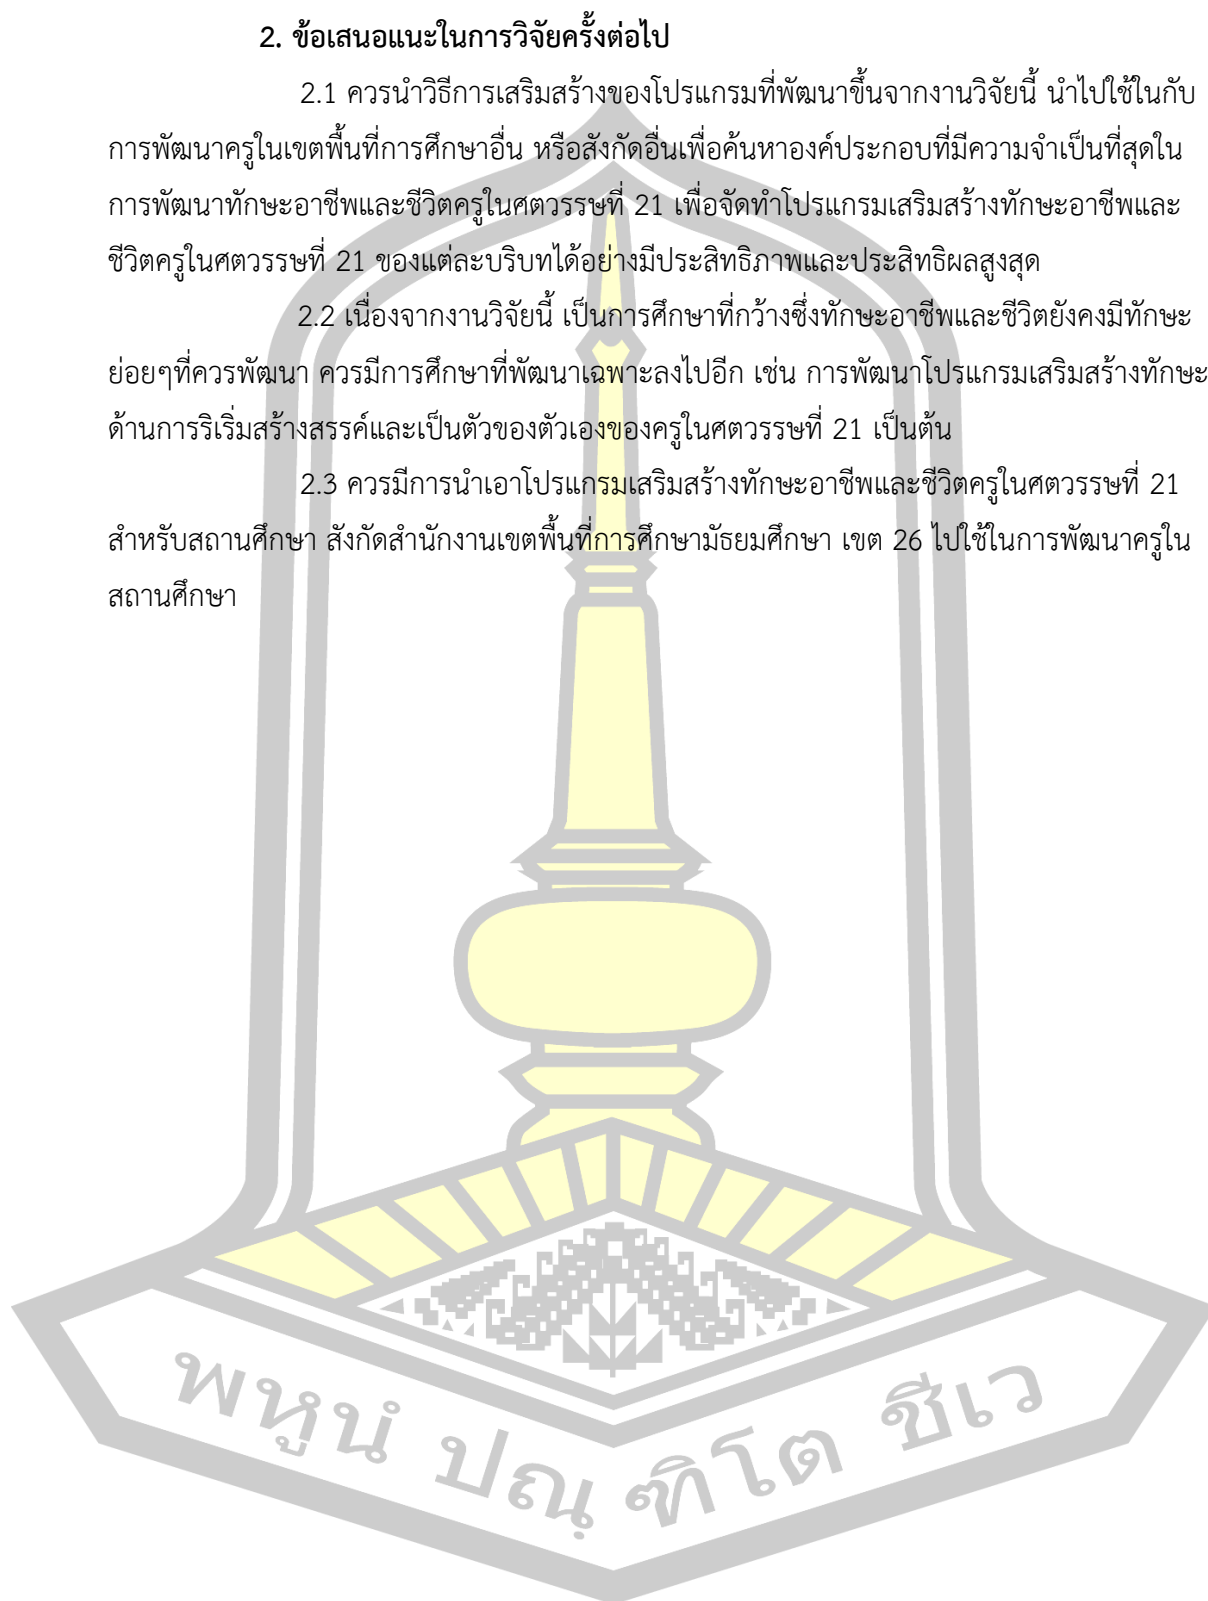 2. ข้อเสนอแนะในการวิจัยครั้งต่อไป
2.1 ควรนำวิธีการเสริมสร้างของโปรแกรมที่พัฒนาขึ้นจากงานวิจัยนี้ นำไปใช้ในกับ
การพัฒนาครูในเขตพื้นที่การศึกษาอื่น หรือสังกัดอื่นเพื่อค้นหาองค์ประกอบที่มีความจำเป็นที่สุดใน
การพัฒนาทักษะอาชีพและชีวิตครูในศตวรรษที่ 21 เพื่อจัดทำโปรแกรมเสริมสร้างทักษะอาชีพและ
ชีวิตครูในศตวรรษที่ 21 ของแต่ละบริบทได้อย่างมีประสิทธิภาพและประสิทธิผลสูงสุด
2.2 เนื่องจากงานวิจัยนี้ เป็นการศึกษาที่กว้างซึ่งทักษะอาชีพและชีวิตยังคงมีทักษะ
ย่อยๆที่ควรพัฒนา ควรมีการศึกษาที่พัฒนาเฉพาะลงไปอีก เช่น การพัฒนาโปรแกรมเสริมสร้างทักษะ
ด้านการริเริ่มสร้างสรรค์และเป็นตัวของตัวเองของครูในศตวรรษที่ 21 เป็นต้น
2.3 ควรมีการนำเอาโปรแกรมเสริมสร้างทักษะอาชีพและชีวิตครูในศตวรรษที่ 21
สำหรับสถานศึกษา สังกัดสำนักงานเขตพื้นที่การศึกษามัธยมศึกษา เขต 26 ไปใช้ในการพัฒนาครูใน
สถานศึกษา
พหูนํ ปณฺ ฑิโต ชีเว